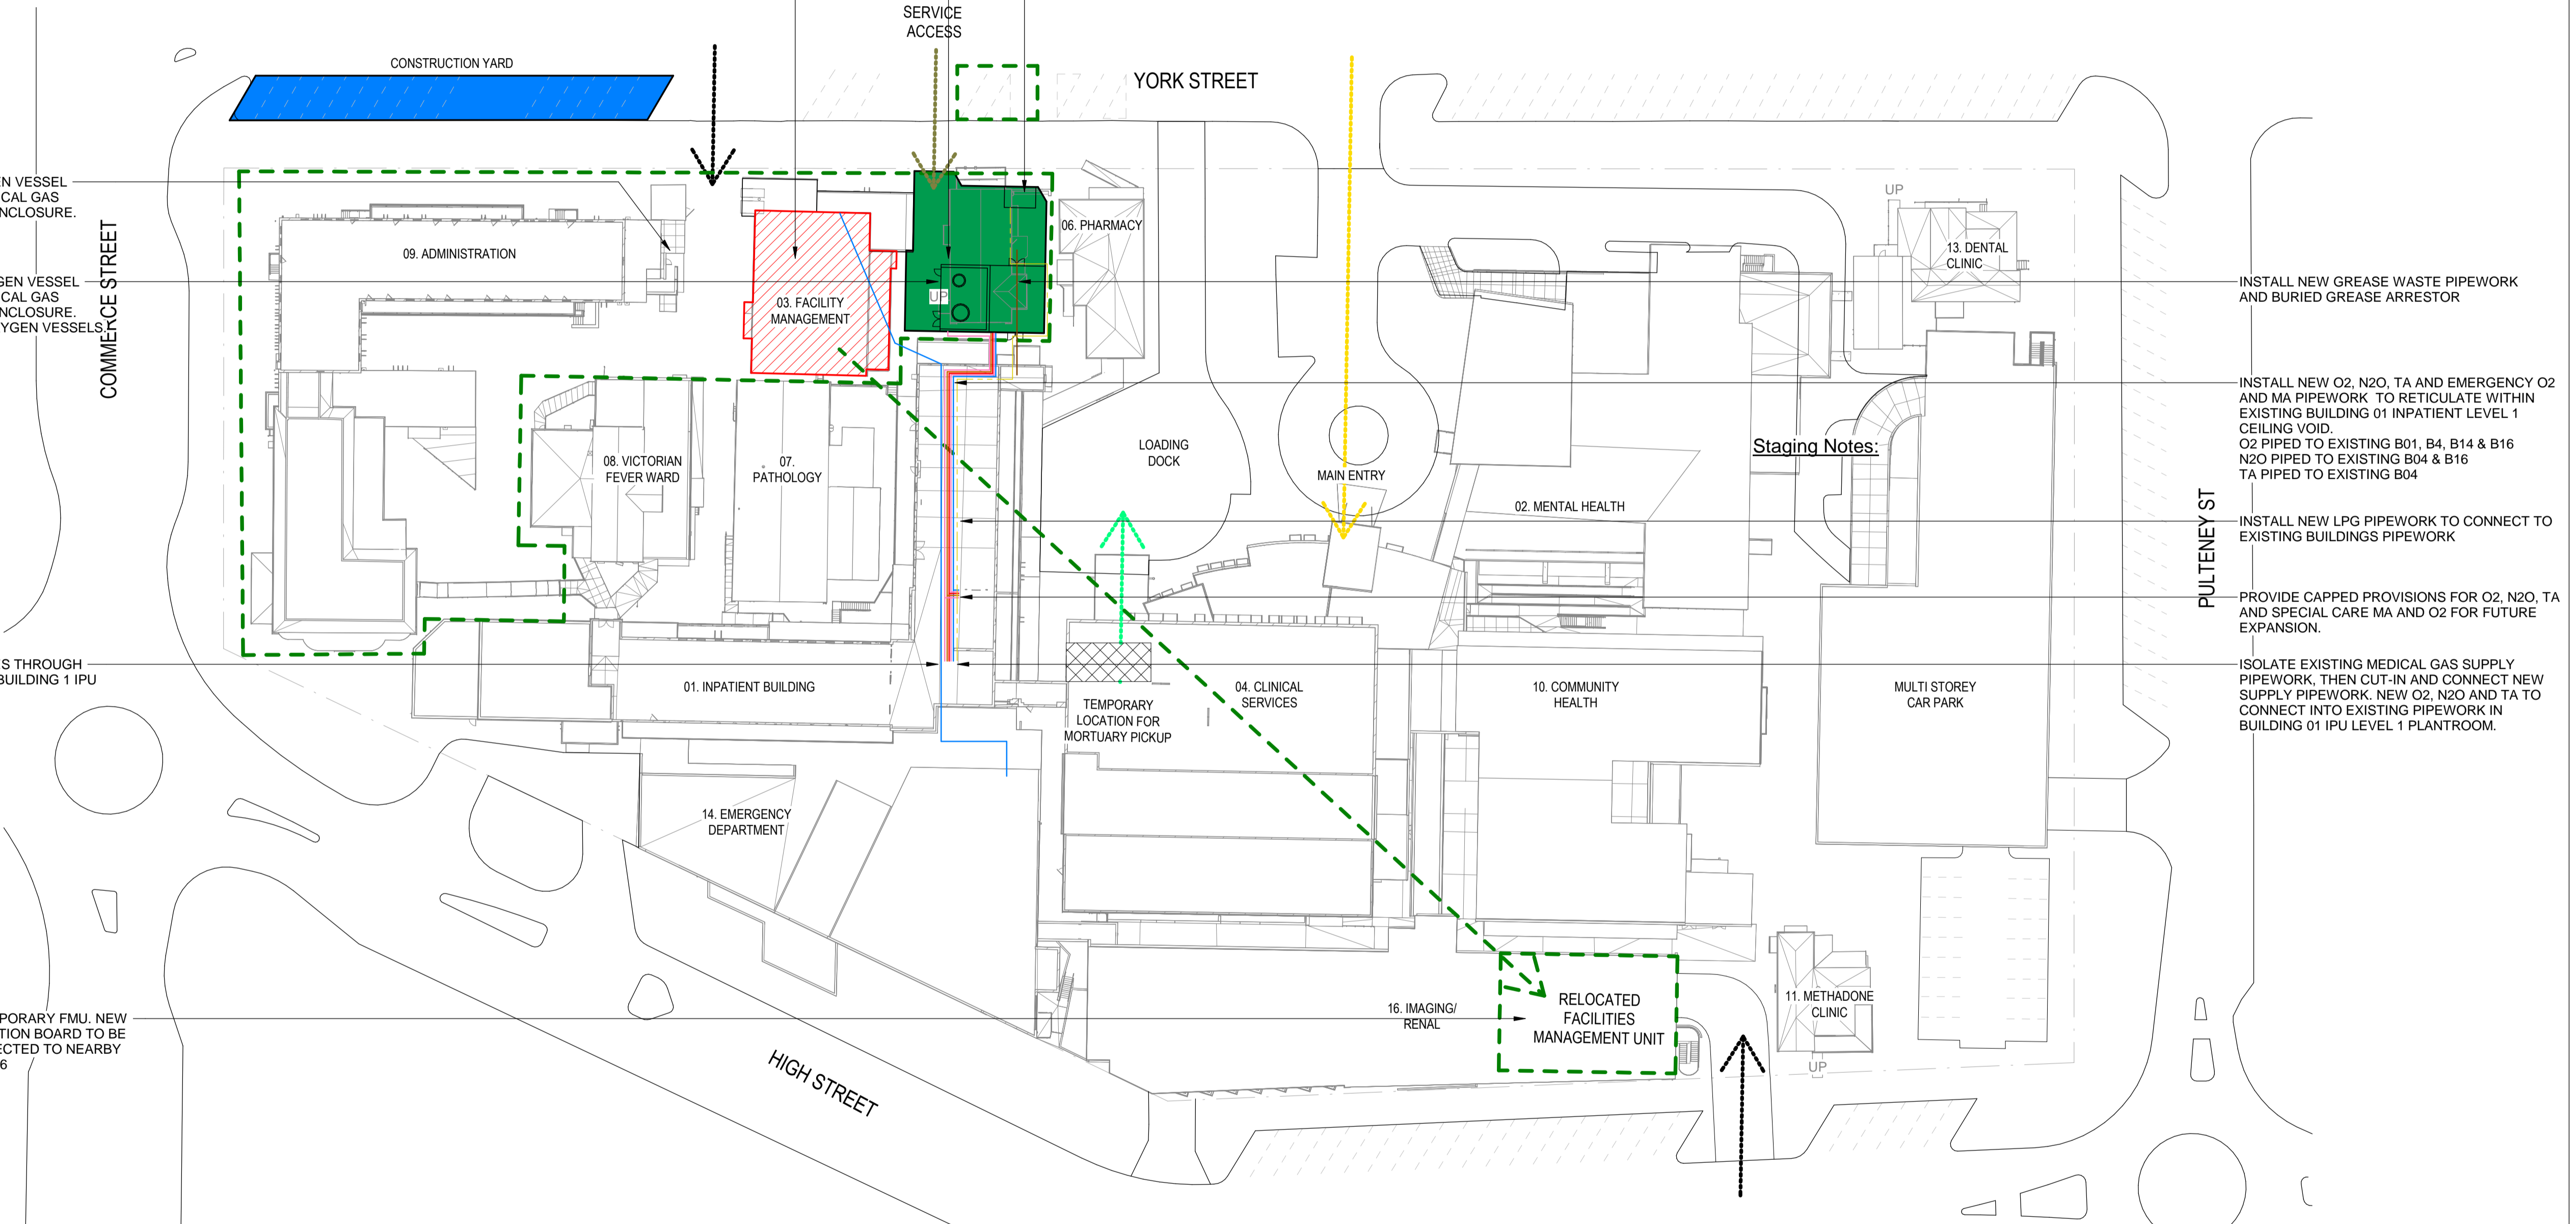 SERVICE
ACCESS
CONSTRUCTION YARD
YORK STREET
EN VESSEL
CAL GAS
NCLOSURE.
COMMERCE STREET
GEN VESSEL
CAL GAS
NCLOSURE.
YGEN VESSELS.
09. ADMINISTRATION
03. FACILITY
MANAGEMENT
UP
06. PHARMACY
UP
13. DENTAL
CLINIC
INSTALL NEW GREASE WASTE PIPEWORK
AND BURIED GREASE ARRESTOR
INSTALL NEW O2, N2O, TA AND EMERGENCY O2
AND MA PIPEWORK TO RETICULATE WITHIN
EXISTING BUILDING 01 INPATIENT LEVEL 1
CEILING VOID.
O2 PIPED TO EXISTING B01, B4, B14 & B16
N2O PIPED TO EXISTING B04 & B16
TA PIPED TO EXISTING B04
Staging Notes:
08. VICTORIAN
FEVER WARD
07.
PATHOLOGY
LOADING
DOCK
MAIN ENTRY
02. MENTAL HEALTH
PULTENEY ST
INSTALL NEW LPG PIPEWORK TO CONNECT TO
EXISTING BUILDINGS PIPEWORK
PROVIDE CAPPED PROVISIONS FOR O2, N2O, TA
AND SPECIAL CARE MA AND O2 FOR FUTURE
EXPANSION.
ISOLATE EXISTING MEDICAL GAS SUPPLY
PIPEWORK, THEN CUT-IN AND CONNECT NEW
SUPPLY PIPEWORK. NEW O2, N2O AND TA TO
CONNECT INTO EXISTING PIPEWORK IN
BUILDING 01 IPU LEVEL 1 PLANTROOM.
ES THROUGH
BUILDING 1 IPU
01. INPATIENT BUILDING
TEMPORARY
LOCATION FOR
MORTUARY PICKUP
04. CLINICAL
SERVICES
10. COMMUNITY
HEALTH
MULTI STOREY
CAR PARK
14. EMERGENCY
DEPARTMENT
PORARY FMU. NEW
TION BOARD TO BE
ECTED TO NEARBY
6
16. IMAGING/
RENAL
RELOCATED
FACILITIES
MANAGEMENT UNIT
11. METHADONE
CLINIC
UP
HIGH STREET